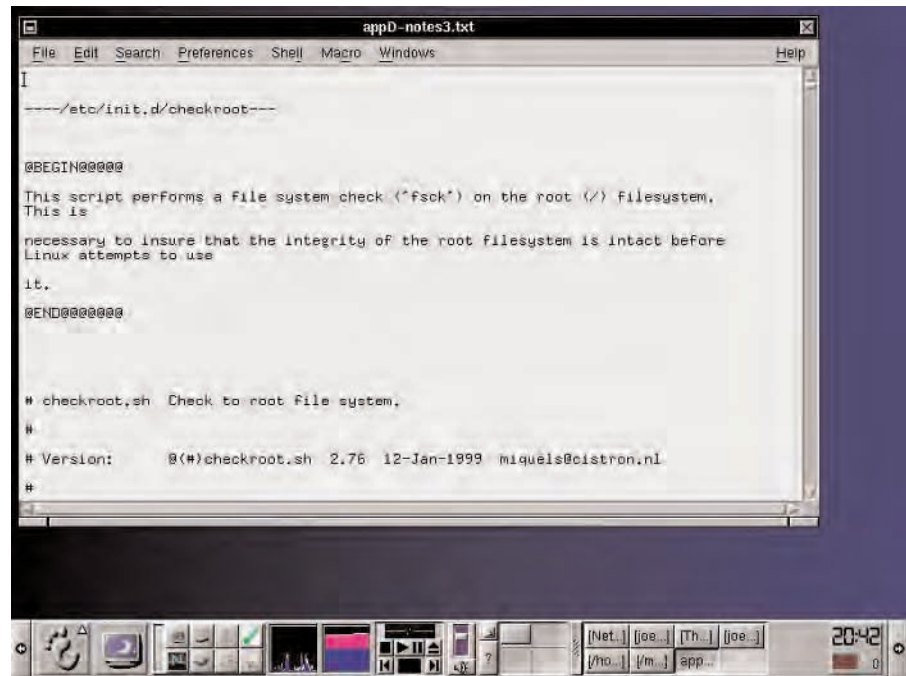 appD-notes3.txt
File Edit Search Preferences Shell Macro Windows Help
----/etc/init.d/checkroot---
@BEGIN@@@@@
This script performs a file system check ("fsck") on the root (/) filesystem.
This is
necessary to insure that the integrity of the root filesystem is intact before
Linux attempts to use
it.
@END@@@@@@@
# checkroot.sh Check to root file system.
#
# Version: @(#)checkroot.sh 2.76 12-Jan-1999 miquels@cistron.nl
#
[Net...] [joe...] [Th...] [joe...]
[/ho...] [/m...] app...
20:42
0
?